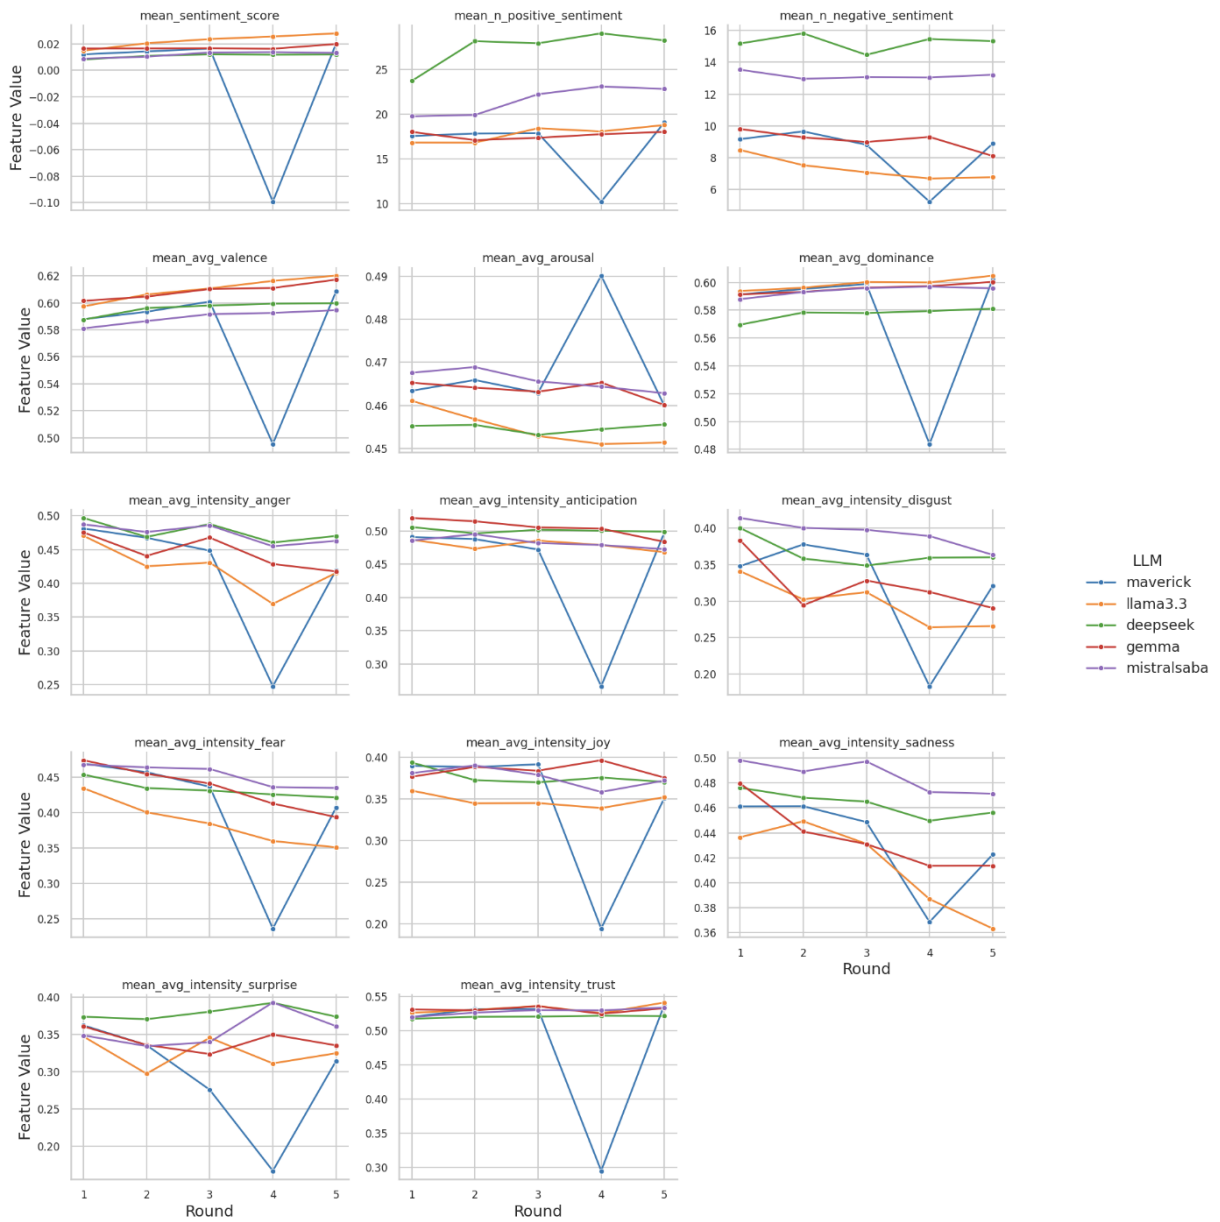 mean_sentiment_score
mean_n_positive_sentiment
mean_n_negative_sentiment
Feature Value
0.02
0.00
−0.02
−0.04
−0.06
−0.08
−0.10
25
20
15
10
16
14
12
10
8
6
mean_avg_valence
mean_avg_arousal
mean_avg_dominance
Feature Value
0.62
0.60
0.58
0.56
0.54
0.52
0.50
0.49
0.48
0.47
0.46
0.45
0.60
0.58
0.56
0.54
0.52
0.50
0.48
mean_avg_intensity_anger
mean_avg_intensity_anticipation
mean_avg_intensity_disgust
Feature Value
0.50
0.45
0.40
0.35
0.30
0.25
0.50
0.45
0.40
0.35
0.30
0.40
0.35
0.30
0.25
0.20
LLM
maverick
llama3.3
deepseek
gemma
mistralsaba
mean_avg_intensity_fear
mean_avg_intensity_joy
mean_avg_intensity_sadness
Feature Value
0.45
0.40
0.35
0.30
0.25
0.40
0.35
0.30
0.25
0.20
0.50
0.48
0.46
0.44
0.42
0.40
0.38
0.36
1 2 3 4 5
Round
mean_avg_intensity_surprise
mean_avg_intensity_trust
Feature Value
0.40
0.35
0.30
0.25
0.20
0.55
0.50
0.45
0.40
0.35
0.30
1 2 3 4 5
1 2 3 4 5
Round
Round